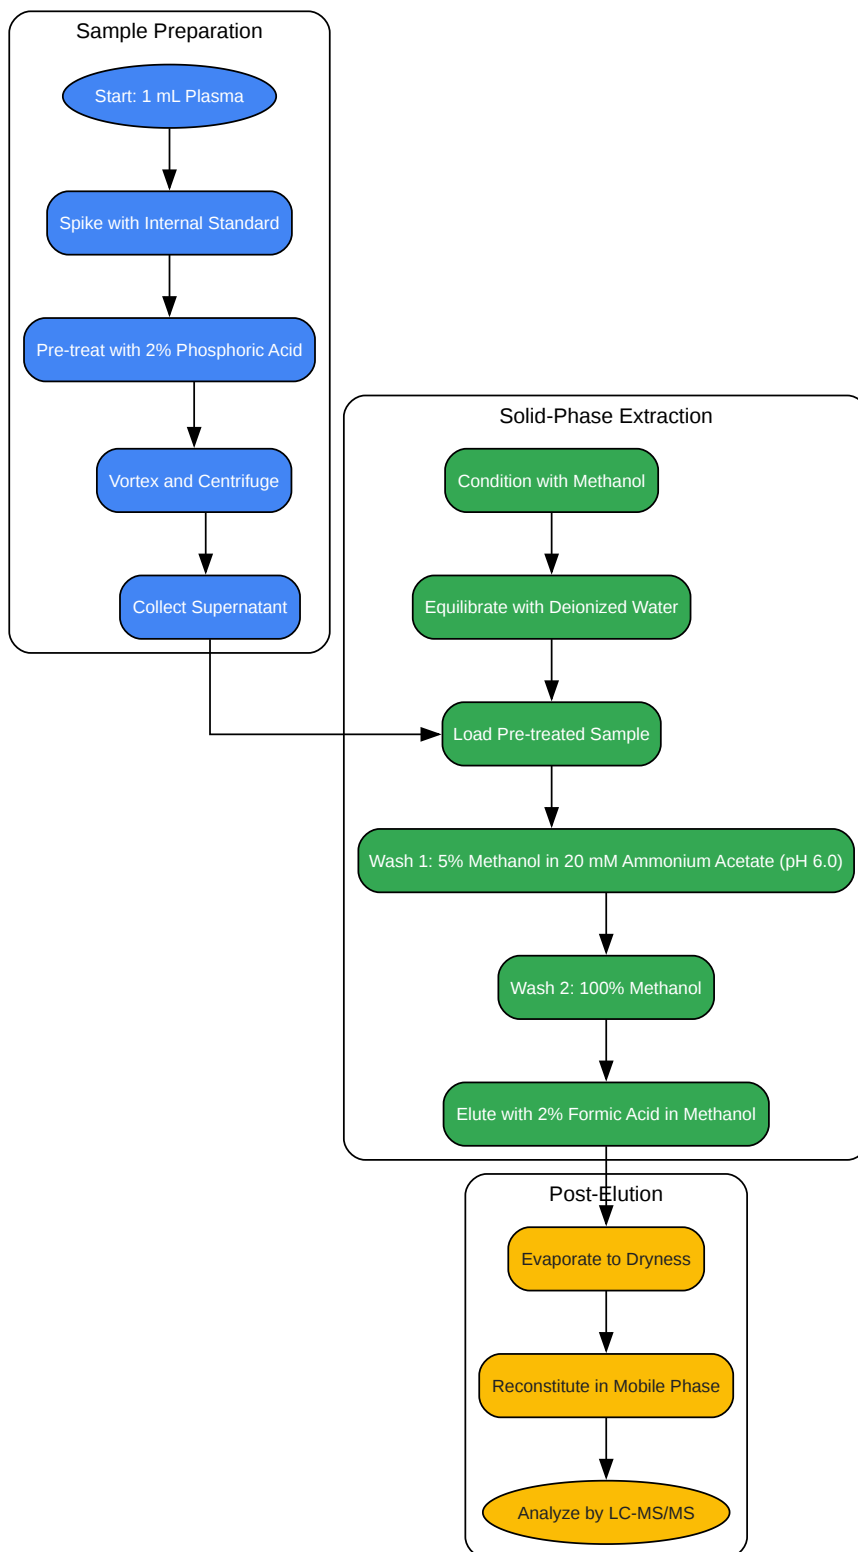 Sample Preparation
Start: 1 mL Plasma
Spike with Internal Standard
Pre-treat with 2% Phosphoric Acid
Vortex and Centrifuge
Collect Supernatant
Solid-Phase Extraction
Condition with Methanol
Equilibrate with Deionized Water
Load Pre-treated Sample
Wash 1: 5% Methanol in 20 mM Ammonium Acetate (pH 6.0)
Wash 2: 100% Methanol
Elute with 2% Formic Acid in Methanol
Post-Elution
Evaporate to Dryness
Reconstitute in Mobile Phase
Analyze by LC-MS/MS